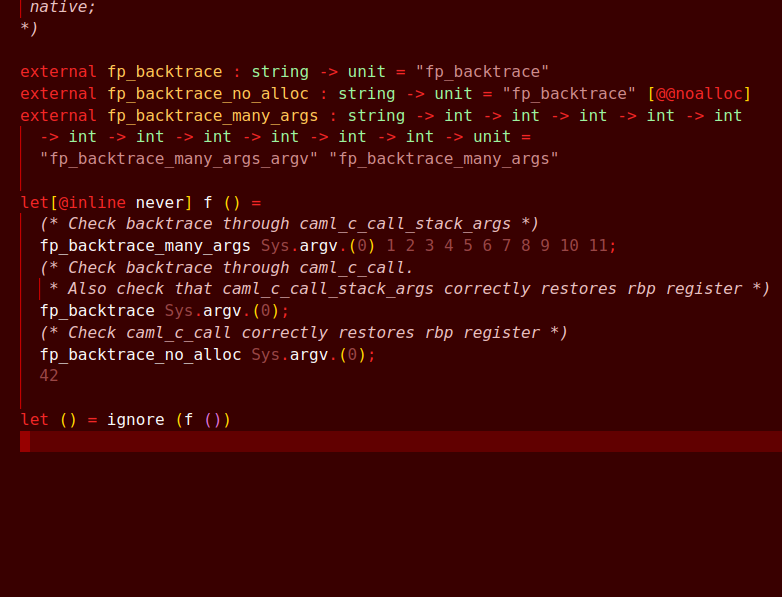 native;
*)
external fp_backtrace : string -> unit = "fp_backtrace"
external fp_backtrace_no_alloc : string -> unit = "fp_backtrace" [@@noalloc]
external fp_backtrace_many_args : string -> int -> int -> int -> int -> int
-> int -> int -> int -> int -> int -> int -> unit =
"fp_backtrace_many_args_argv" "fp_backtrace_many_args"
let[@inline never] f () =
(* Check backtrace through caml_c_call_stack_args *)
fp_backtrace_many_args Sys.argv.(0) 1 2 3 4 5 6 7 8 9 10 11;
(* Check backtrace through caml_c_call.
* Also check that caml_c_call_stack_args correctly restores rbp register *)
fp_backtrace Sys.argv.(0);
(* Check caml_c_call correctly restores rbp register *)
fp_backtrace_no_alloc Sys.argv.(0);
42
let () = ignore (f ())